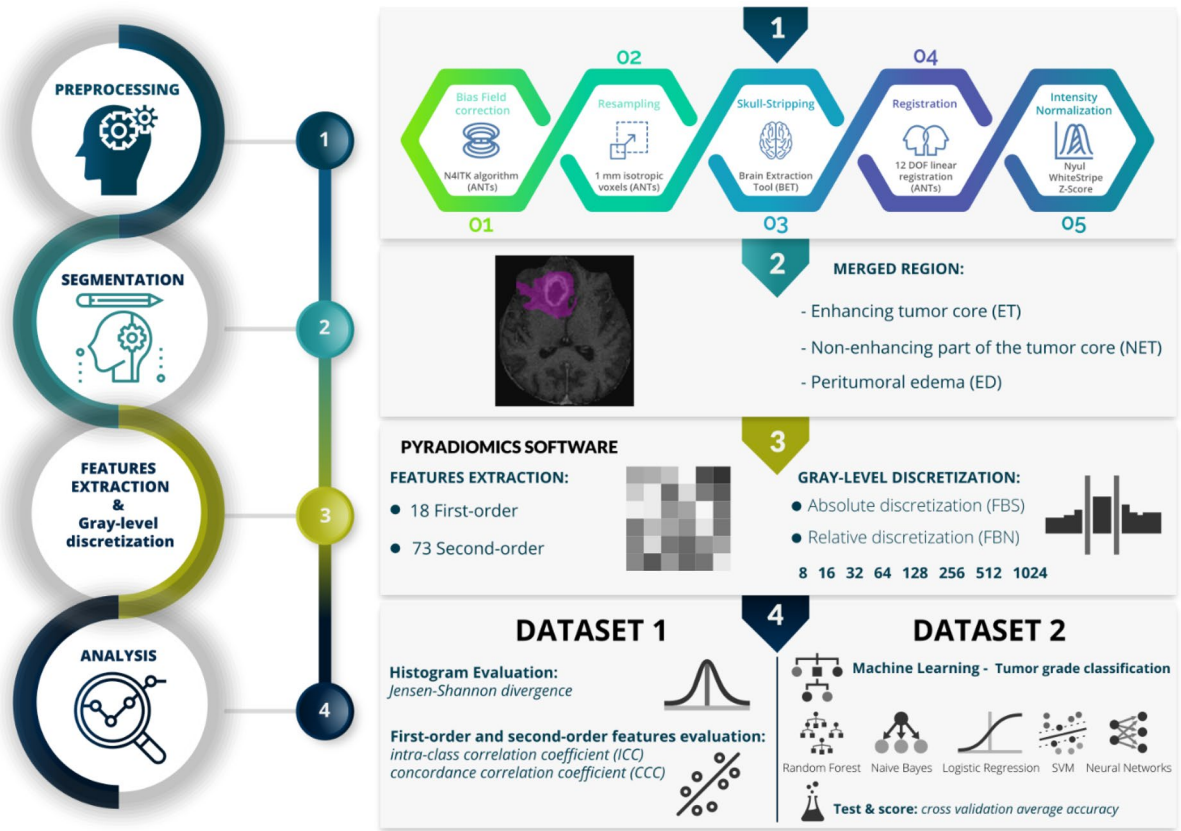 PREPROCESSING
1
SEGMENTATION
2
FEATURES
EXTRACTION
&
Gray-level
discretization
3
ANALYSIS
4
1
02
04
Bias Field
correction
N4ITK algorithm
(ANTs)
Resampling
1 mm isotropic
voxels (ANTs)
Skull-Stripping
Brain Extraction
Tool (BET)
Registration
12 DOF linear
registration
(ANTs)
Intensity
Normalization
Nyul
WhiteStripe
Z-Score
01
03
05
2
MERGED REGION:
- Enhancing tumor core (ET)
- Non-enhancing part of the tumor core (NET)
- Peritumoral edema (ED)
3
PYRADIOMICS SOFTWARE
FEATURES EXTRACTION:
● 18 First-order
● 73 Second-order
GRAY-LEVEL DISCRETIZATION:
● Absolute discretization (FBS)
● Relative discretization (FBN)
8 16 32 64 128 256 512 1024
4
DATASET 1
Histogram Evaluation:
Jensen-Shannon divergence
First-order and second-order features evaluation:
intra-class correlation coefficient (ICC)
concordance correlation coefficient (CCC)
DATASET 2
Machine Learning - Tumor grade classification
Random Forest Naive Bayes Logistic Regression SVM Neural Networks
Test & score: cross validation average accuracy